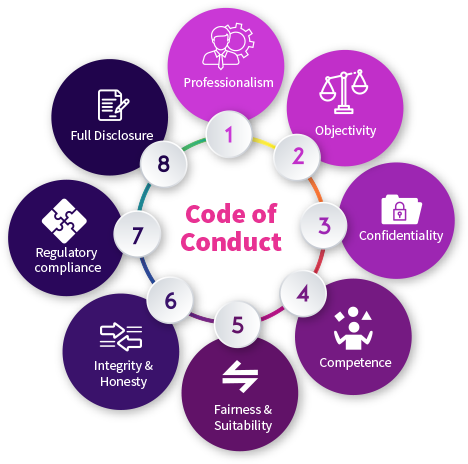 Code of
Conduct
1
Professionalism
2
Objectivity
3
Confidentiality
4
Competence
5
Fairness &
Suitability
6
Integrity &
Honesty
7
Regulatory
compliance
8
Full Disclosure